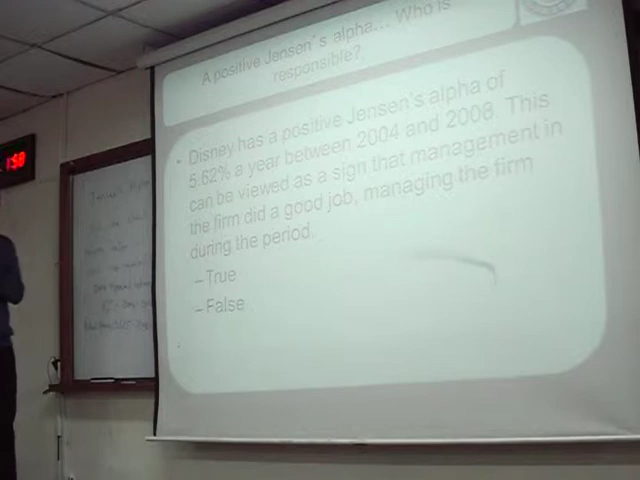 A positive Jensen's alpha... Who is
responsible?
• Disney has a positive Jensen's alpha of
5.62% a year between 2004 and 2008. This
can be viewed as a sign that management in
the firm did a good job, managing the firm
during the period.
– True
– False
1:50